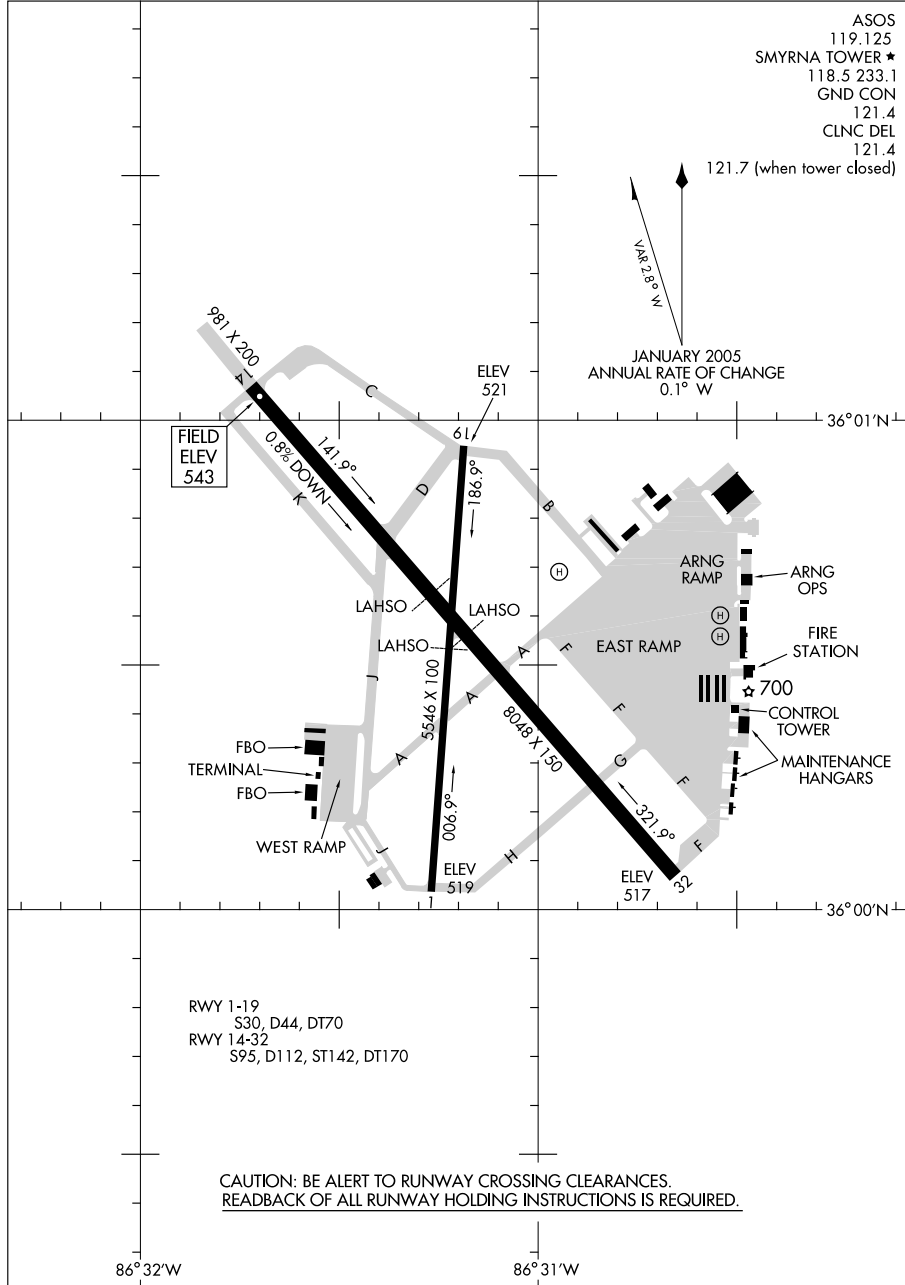 ASOS
119.125
SMYRNA TOWER ★
118.5 233.1
GND CON
121.4
CLNC DEL
121.4
121.7 (when tower closed)
VAR 2.8° W
JANUARY 2005
ANNUAL RATE OF CHANGE
0.1° W
981 X 200
14
C
ELEV
521
36°01'N
FIELD
ELEV
543
0.8% DOWN
141.9°
19
D
186.9°
K
B
H
ARNG
RAMP
ARNG
OPS
LAHSO
LAHSO
LAHSO
H
H
FIRE
STATION
EAST RAMP
A
F
700
J
5546 X 100
A
F
CONTROL
TOWER
8048 X 150
FBO
TERMINAL
FBO
A
G
F
MAINTENANCE
HANGARS
WEST RAMP
006.9°
321.9°
J
H
F
ELEV
519
ELEV
517
32
1
36°00'N
RWY 1-19
S30, D44, DT70
RWY 14-32
S95, D112, ST142, DT170
CAUTION: BE ALERT TO RUNWAY CROSSING CLEARANCES.
READBACK OF ALL RUNWAY HOLDING INSTRUCTIONS IS REQUIRED.
86°32'W
86°31'W